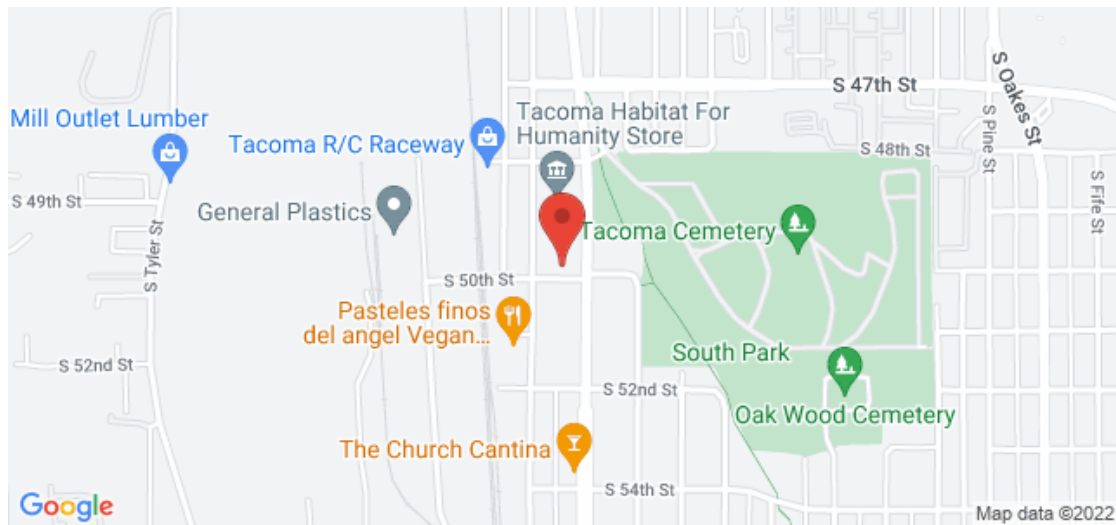 S 47th St
S Oakes St
S Pine St
Tacoma Habitat For
Humanity Store
Mill Outlet Lumber
Tacoma R/C Raceway
S 48th St
S Fife St
S 49th St
General Plastics
S Tyler St
Tacoma Cemetery
S 50th St
Pasteles finos
del angel Vegan...
South Park
S 52nd St
S 52nd St
Oak Wood Cemetery
The Church Cantina
S 54th St
Google
Map data ©2022